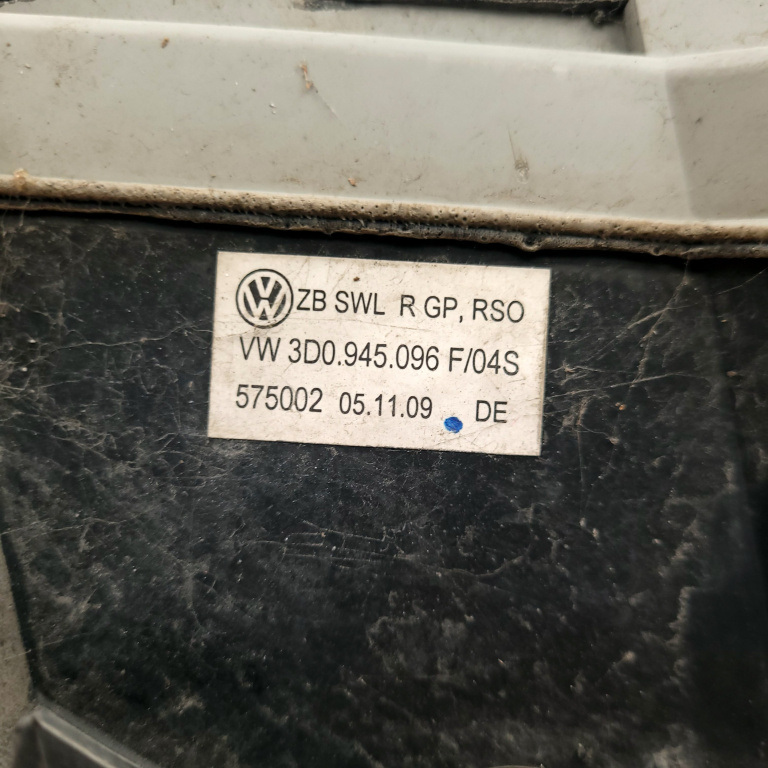 ZB SWL R GP, RSO
VW 3D0.945.096 F/04S
575002 05.11.09 DE